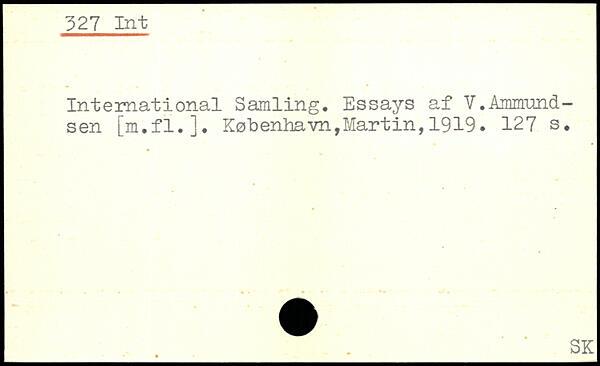 327 Int
International Samling. Essays af V.Ammund-
sen [m.fl.]. København,Martin,1919. 127 s.
SK